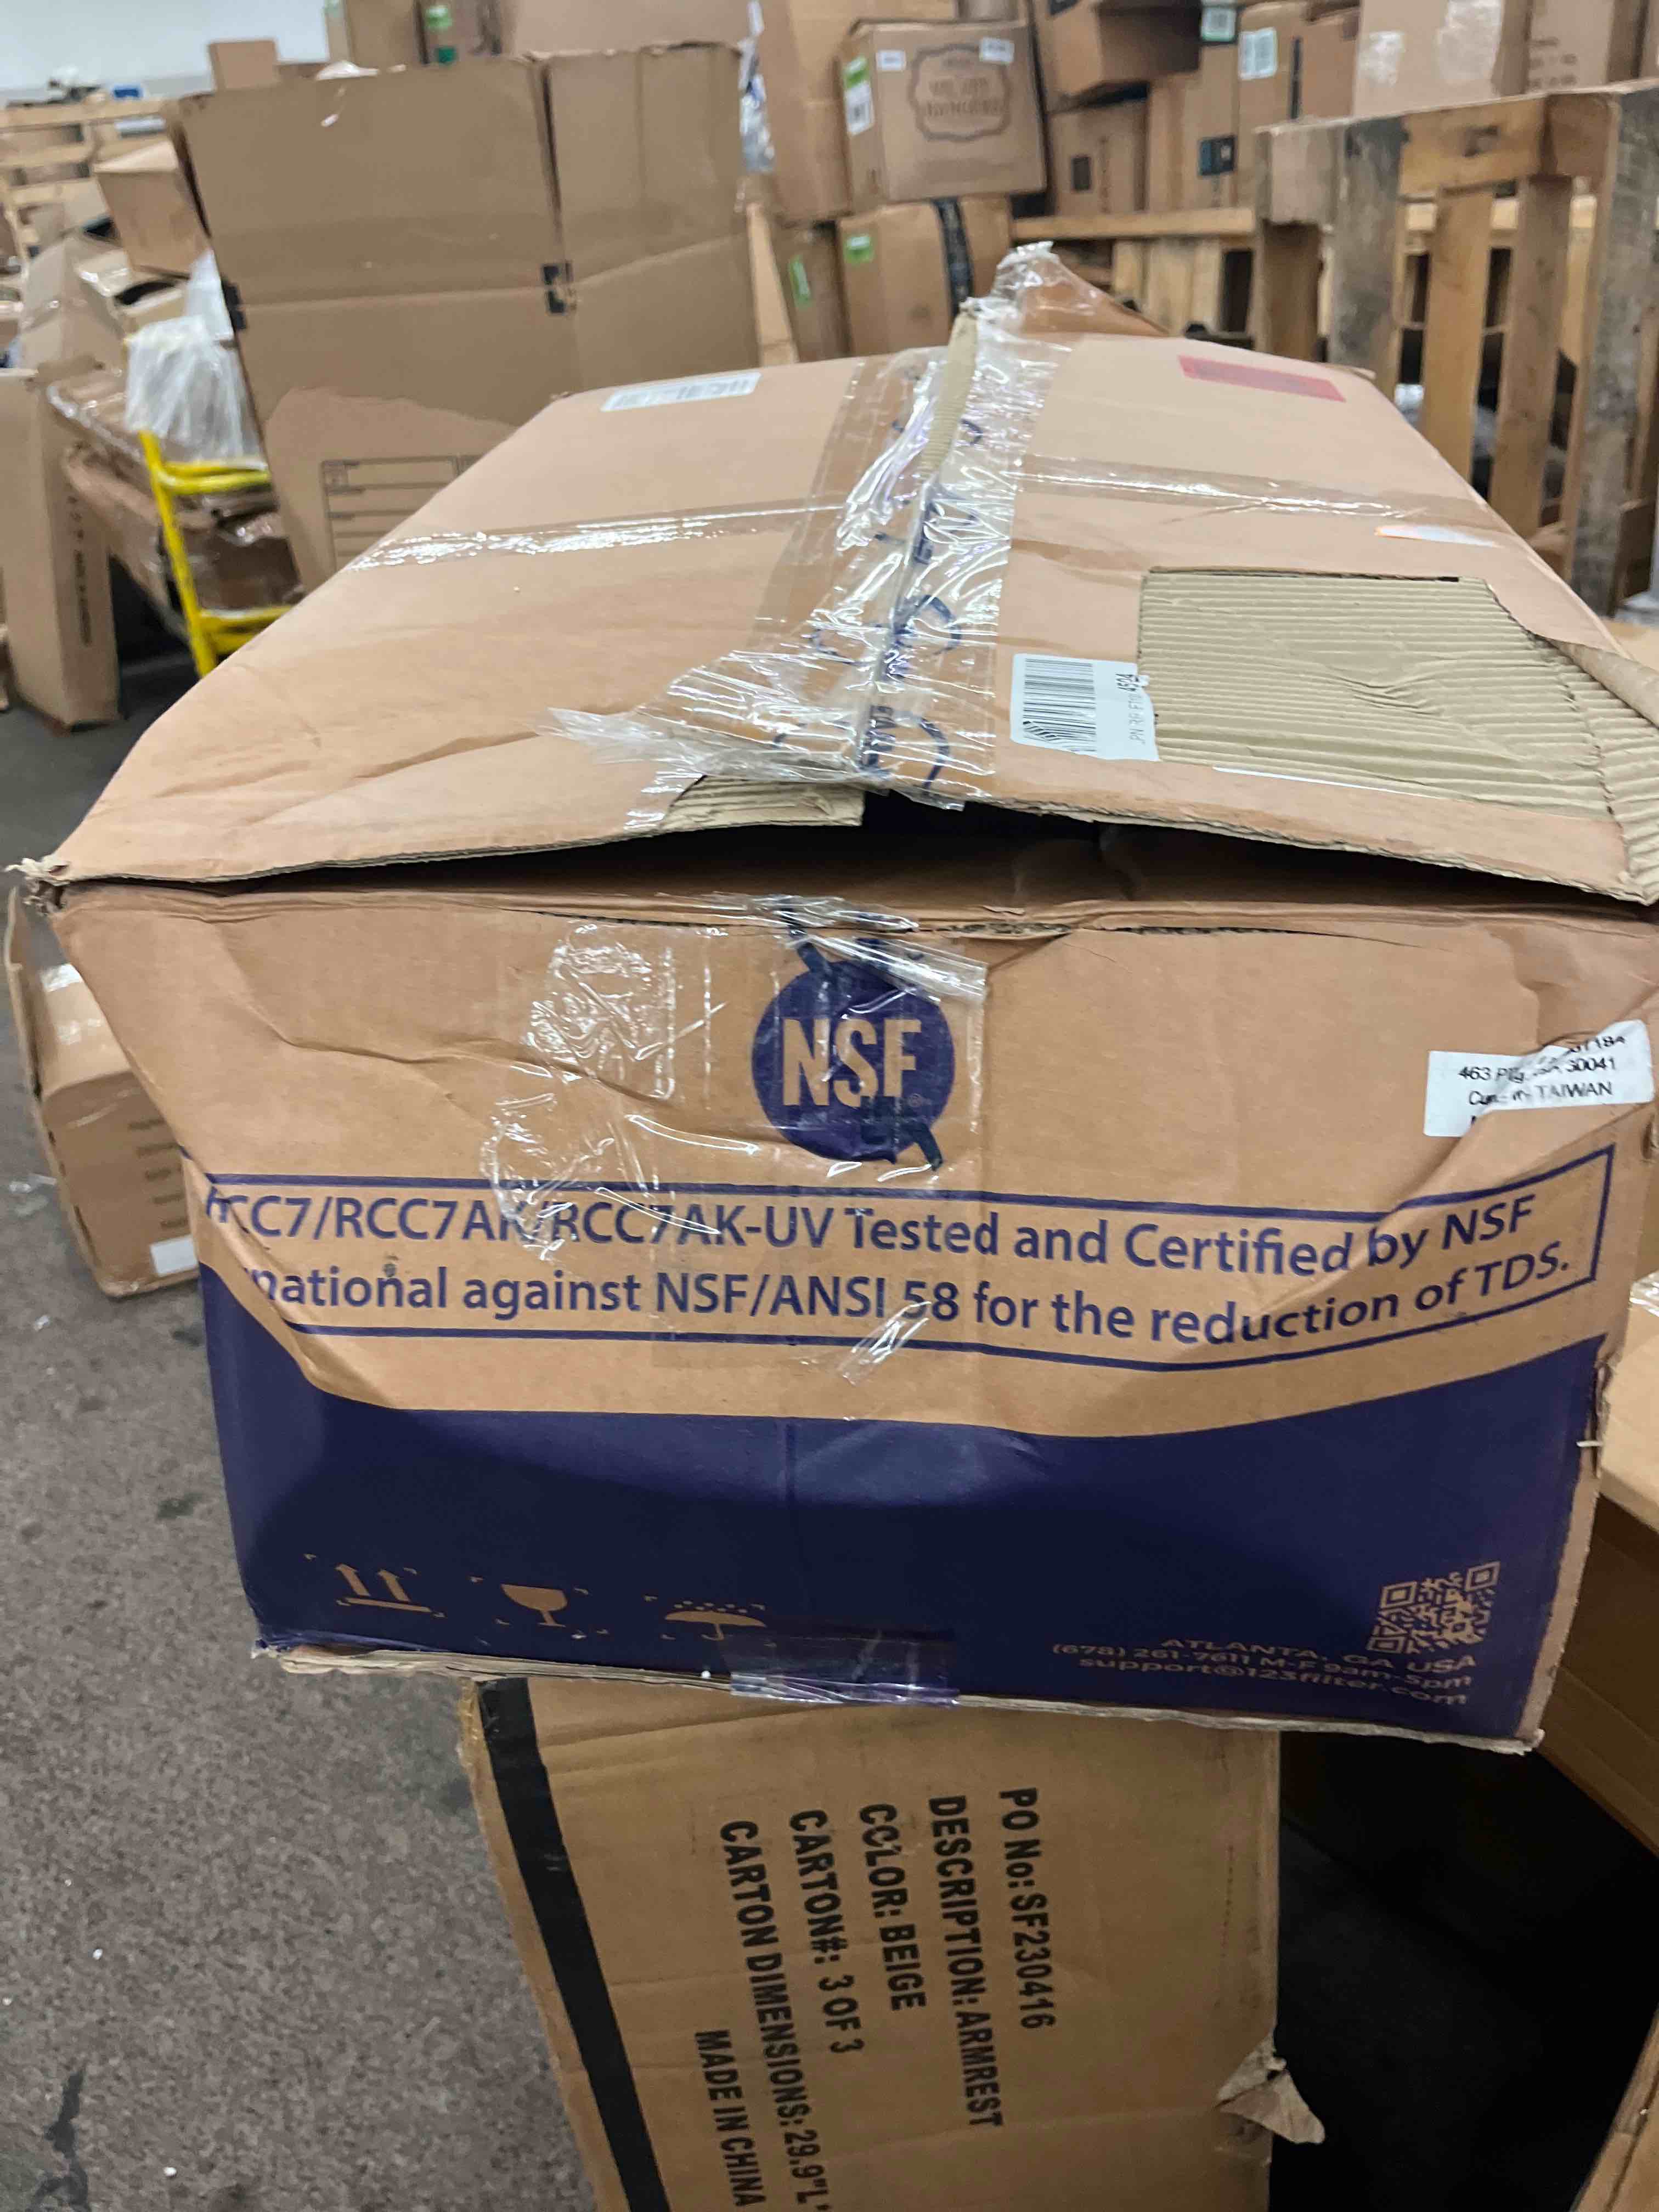 4524
NSF
463
30041
TAIWAN
CC7/RCC7AK/RCC7AK-UV Tested and Certified by NSF
national against NSF/ANSI 58 for the reduction of TDS.
ATLANTA, GA USA
(678) 261-7611 M-F 9am-5pm
support@123filter.com
PO No: SF230416
DESCRIPTION: ARMREST
COLOR: BEIGE
CARTON#: 3 OF 3
CARTON DIMENSIONS: 29.9"L
MADE IN CHINA